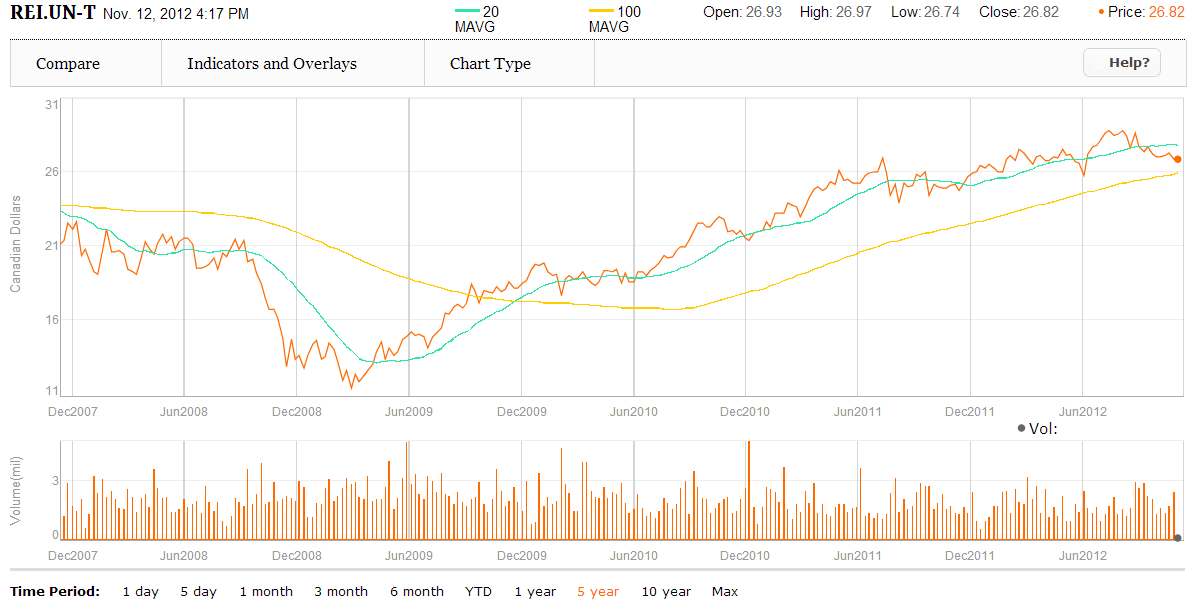 REI.UN-T Nov. 12, 2012 4:17 PM 20 MAVG 100 MAVG Open: 26.93 High: 26.97 Low: 26.74 Close: 26.82 Price: 26.82
Compare Indicators and Overlays Chart Type Help?
31
26
21
16
11
Canadian Dollars
Dec2007 Jun2008 Dec2008 Jun2009 Dec2009 Jun2010 Dec2010 Jun2011 Dec2011 Jun2012
Vol:
3
0
Volume(mil)
Dec2007 Jun2008 Dec2008 Jun2009 Dec2009 Jun2010 Dec2010 Jun2011 Dec2011 Jun2012
Time Period: 1 day 5 day 1 month 3 month 6 month YTD 1 year 5 year 10 year Max